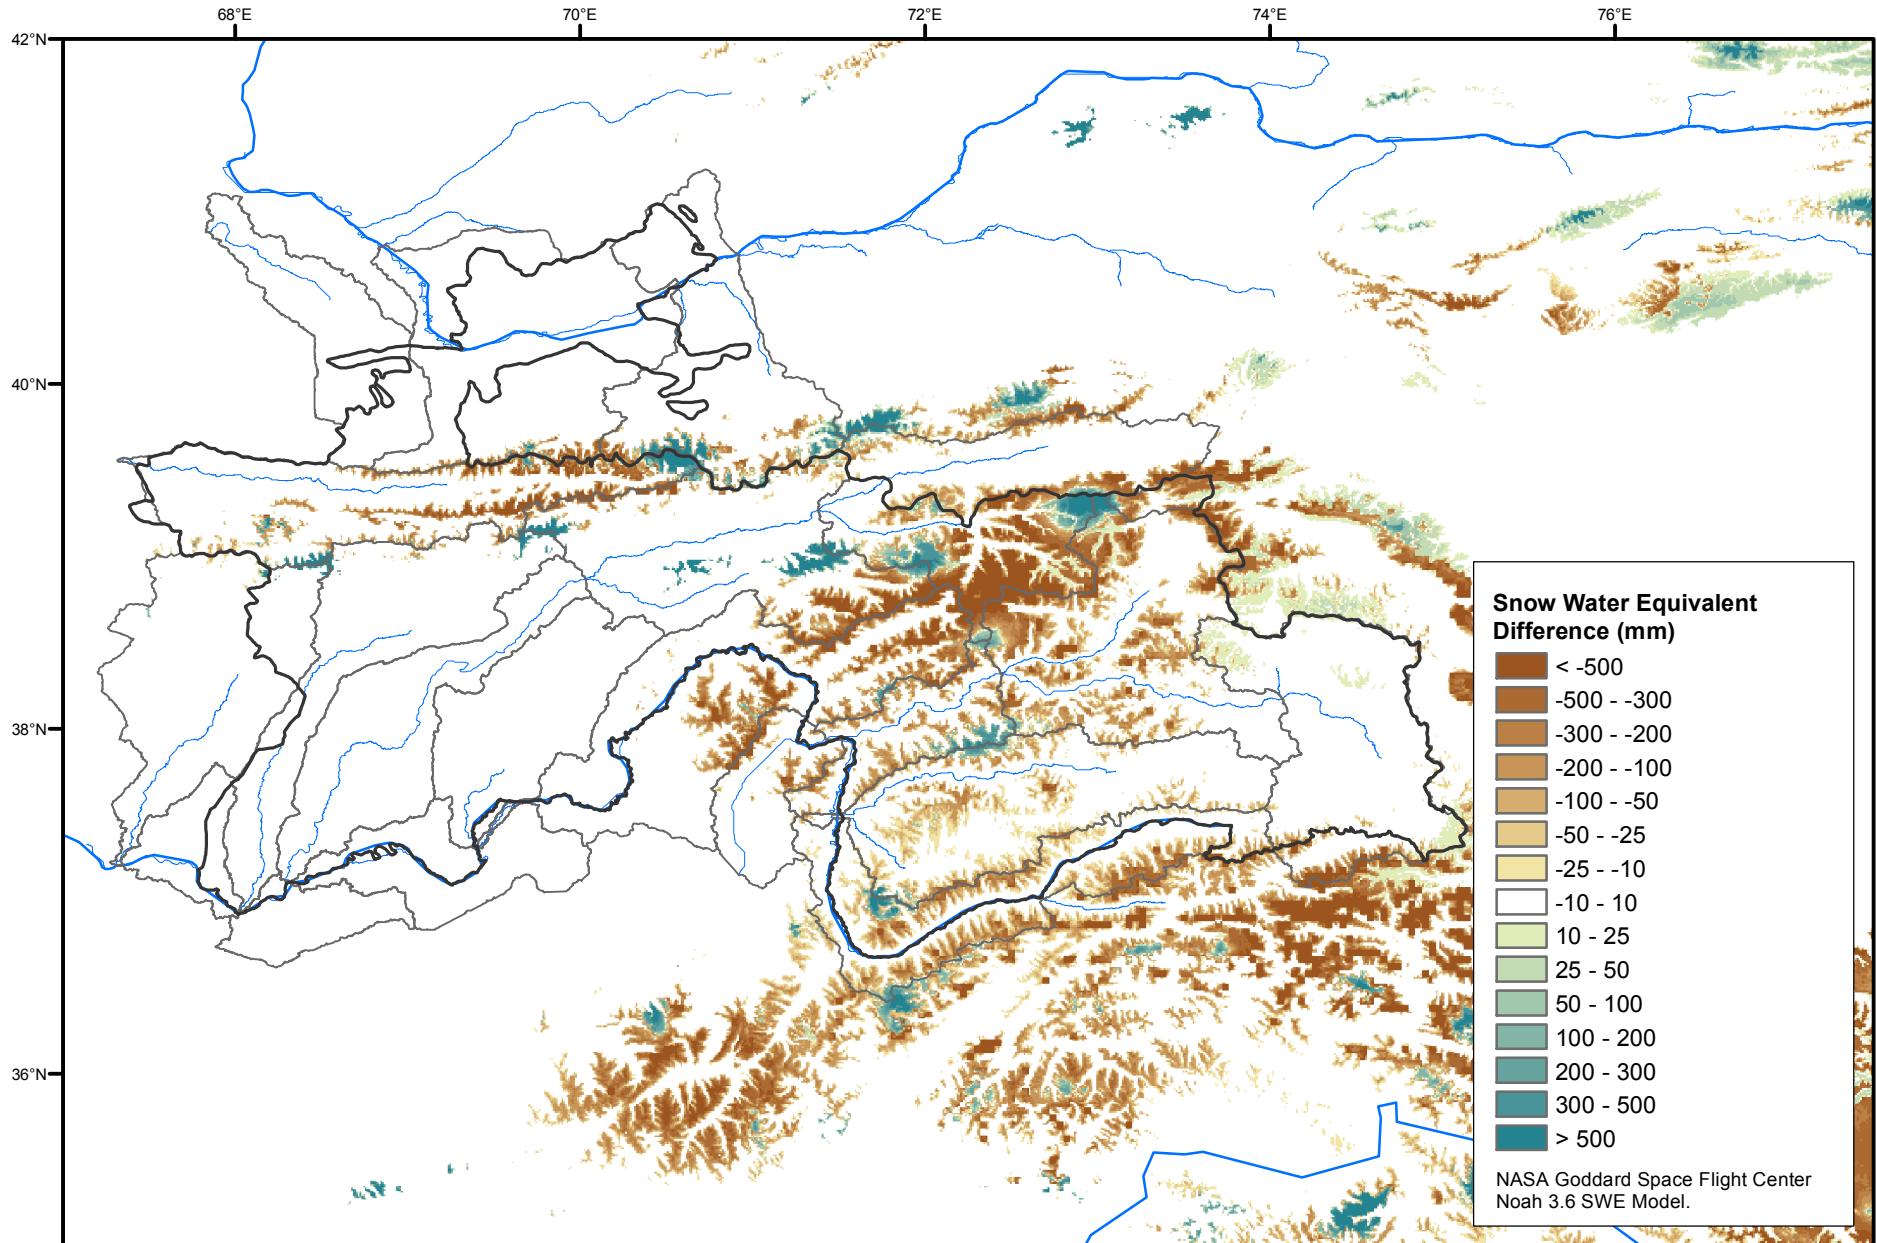 68°E 70°E 72°E 74°E 76°E
42°N
40°N
38°N
36°N
Snow Water Equivalent
Difference (mm)
< -500
-500 - -300
-300 - -200
-200 - -100
-100 - -50
-50 - -25
-25 - -10
-10 - 10
10 - 25
25 - 50
50 - 100
100 - 200
200 - 300
300 - 500
> 500
NASA Goddard Space Flight Center
Noah 3.6 SWE Model.